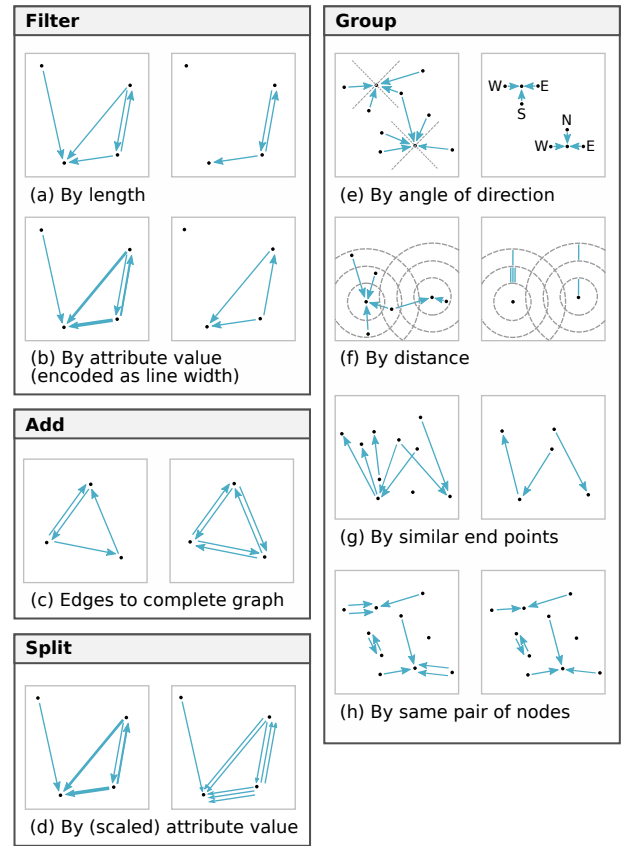 Filter
(a) By length
(b) By attribute value
(encoded as line width)
Add
(c) Edges to complete graph
Split
(d) By (scaled) attribute value
Group
W E
S
N
W E
(e) By angle of direction
(f) By distance
(g) By similar end points
(h) By same pair of nodes